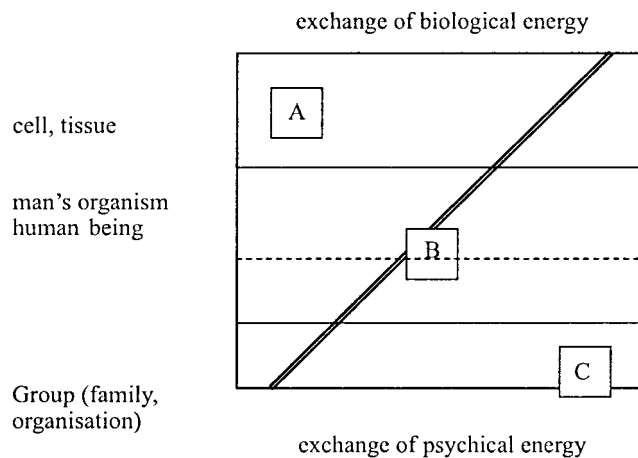 exchange of biological energy
A
cell, tissue
man's organism
human being
B
C
Group (family,
organisation)
exchange of psychical energy